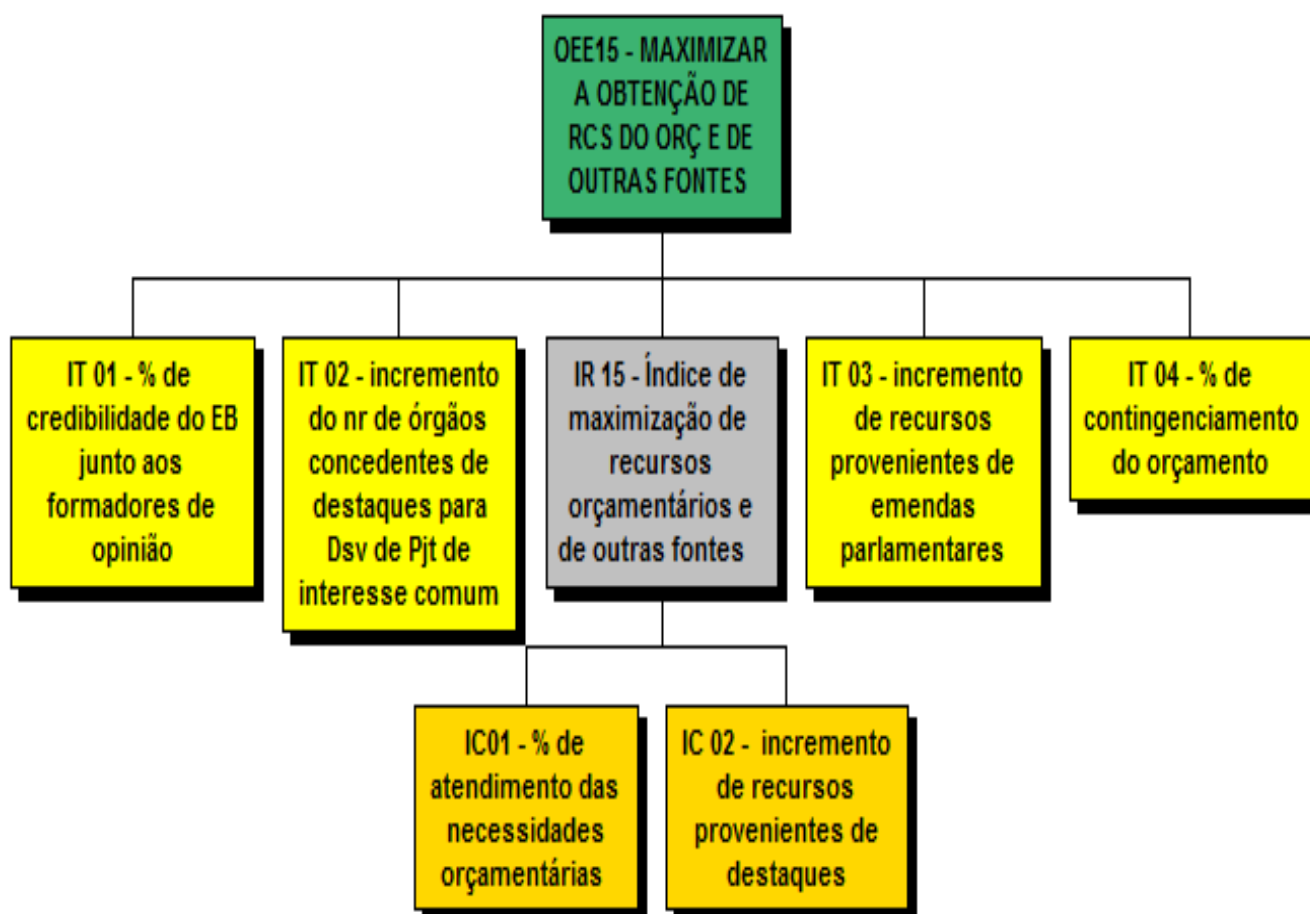 OEE15 - MAXIMIZAR
A OBTENÇÃO DE
RCS DO ORÇ E DE
OUTRAS FONTES
IT 01 - % de
credibilidade do EB
junto aos
formadores de
opinião
IT 02 - incremento
do nr de órgãos
concedentes de
destaques para
Dsv de Pjt de
interesse comum
IR 15 - Índice de
maximização de
recursos
orçamentários e
de outras fontes
IT 03 - incremento
de recursos
provenientes de
emendas
parlamentares
IT 04 - % de
contingenciamento
do orçamento
IC01 - % de
atendimento das
necessidades
orçamentárias
IC 02 - incremento
de recursos
provenientes de
destaques